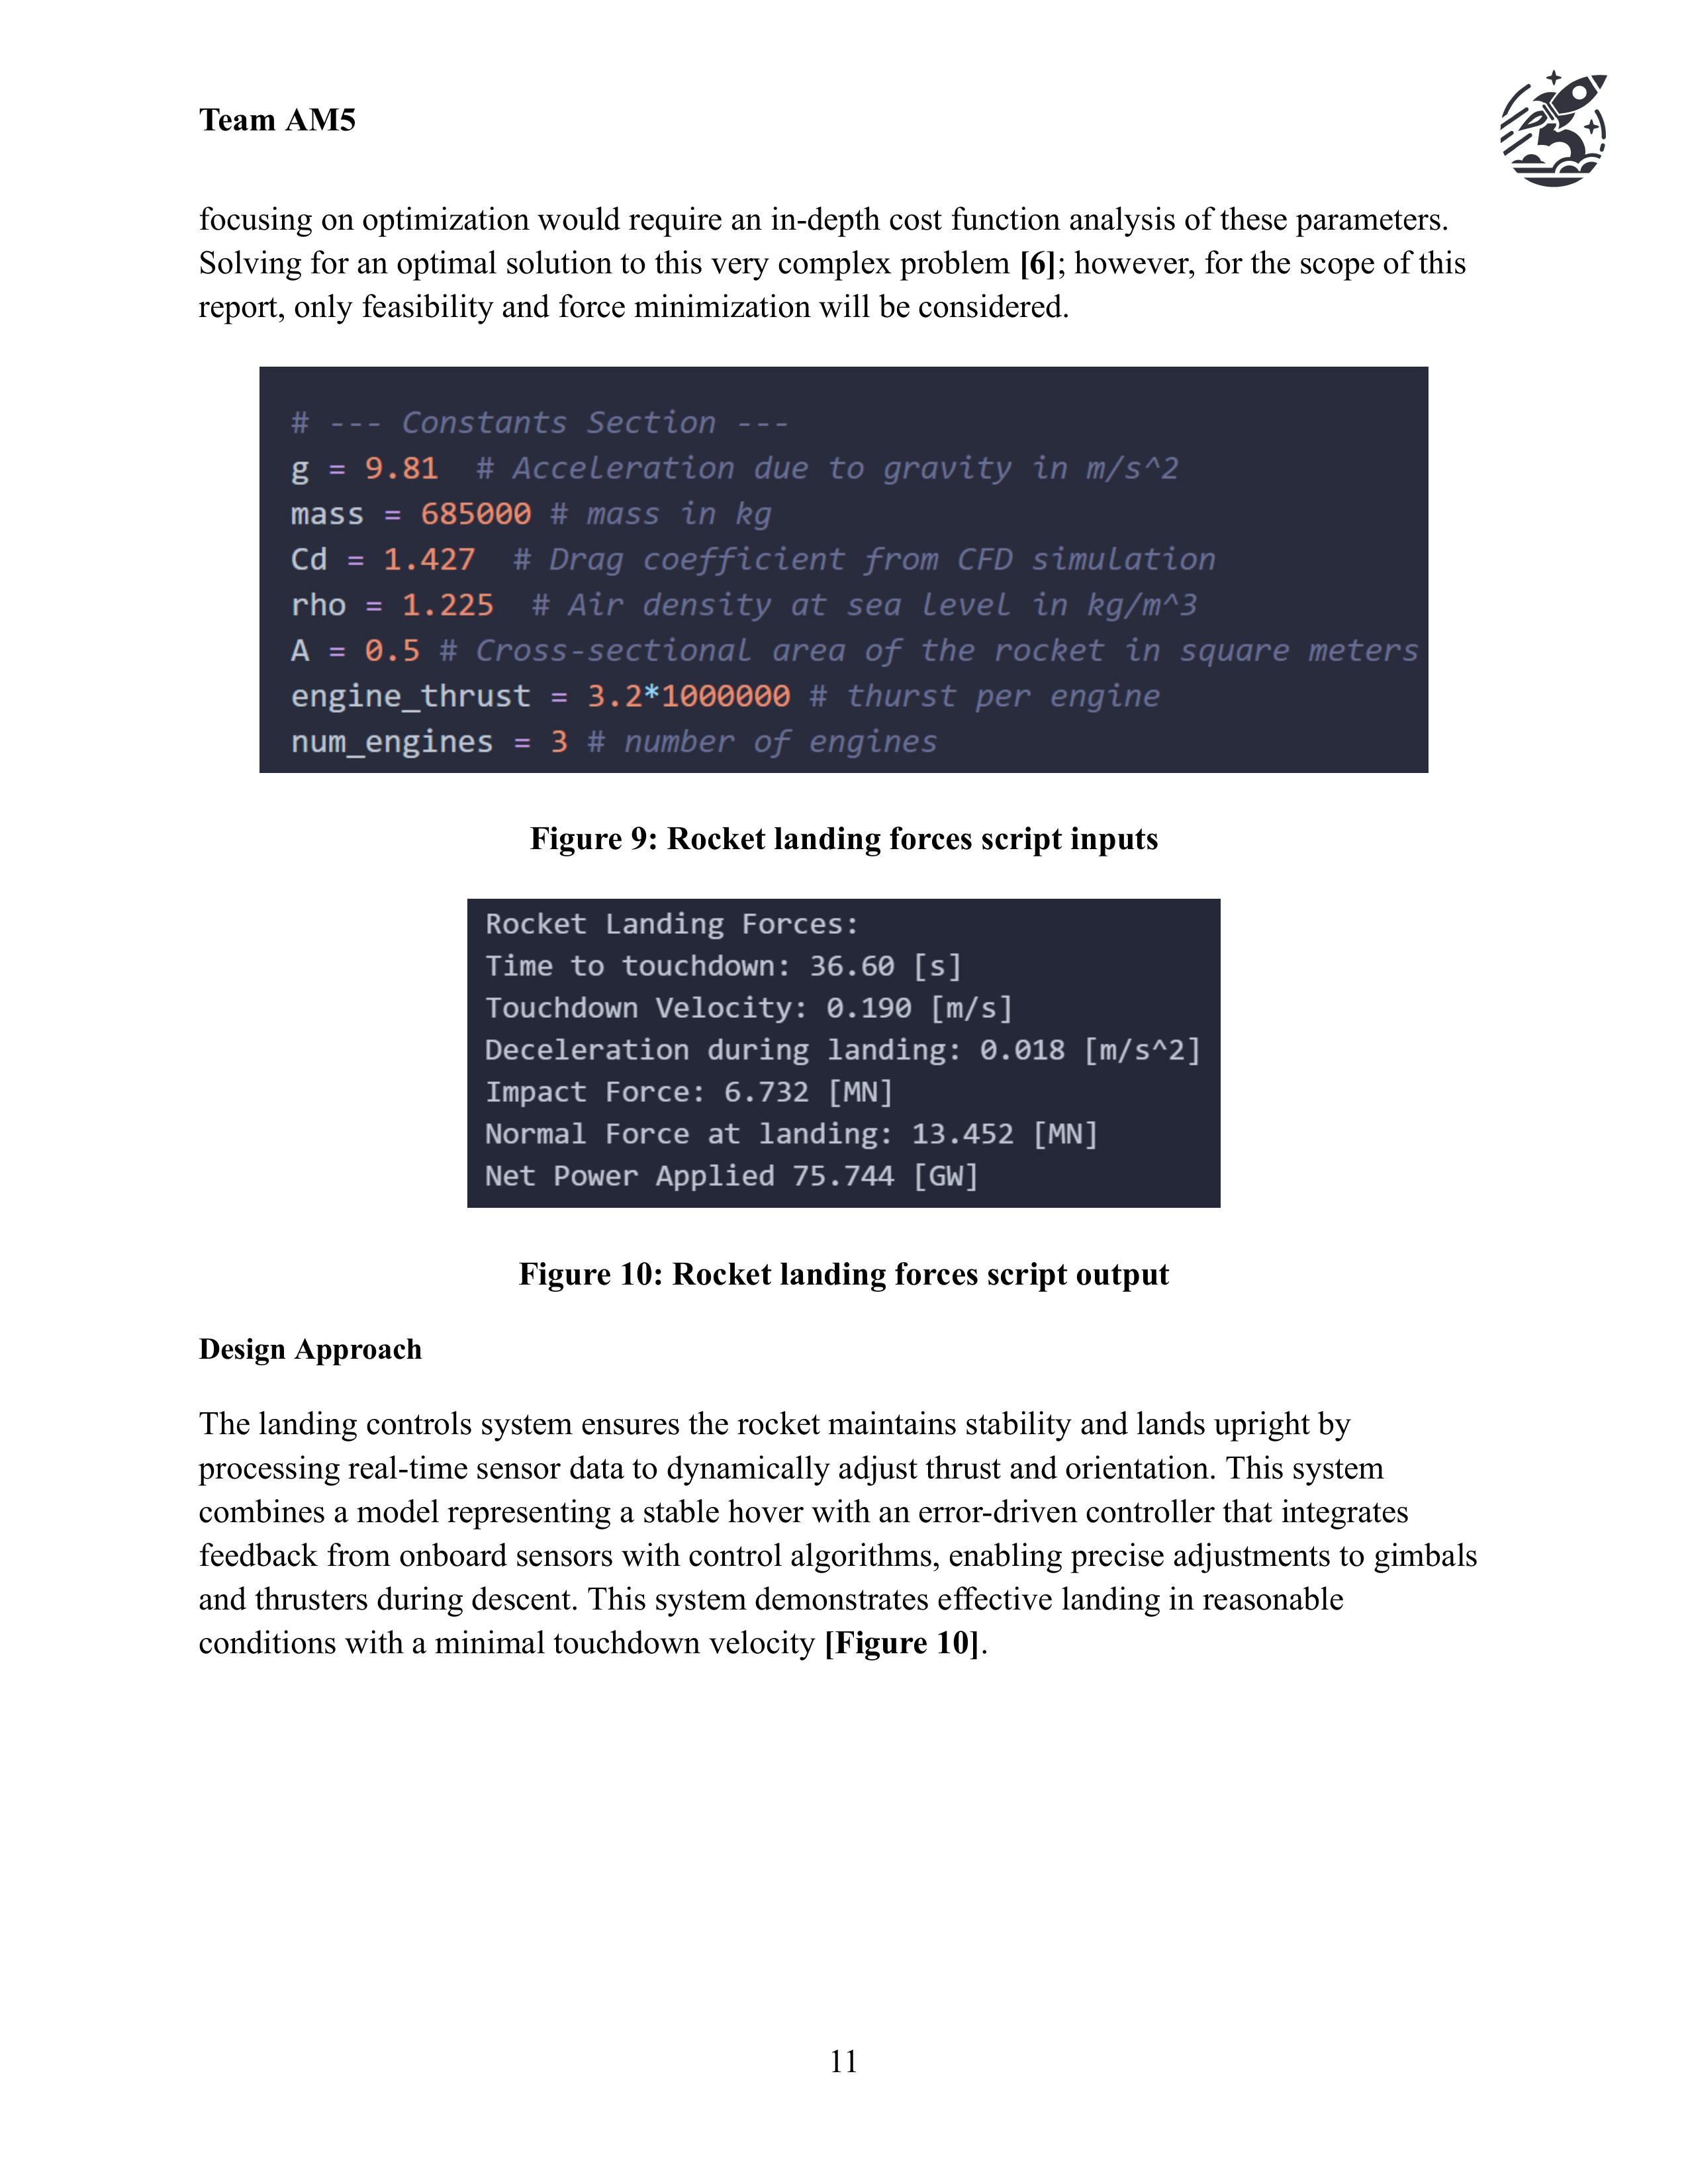 Team AM5
focusing on optimization would require an in-depth cost function analysis of these parameters.
Solving for an optimal solution to this very complex problem [6]; however, for the scope of this
report, only feasibility and force minimization will be considered.
# --- Constants Section ---
g = 9.81  # Acceleration due to gravity in m/s^2
mass = 685000 # mass in kg
Cd = 1.427  # Drag coefficient from CFD simulation
rho = 1.225  # Air density at sea level in kg/m^3
A = 0.5 # Cross-sectional area of the rocket in square meters
engine_thrust = 3.2*1000000 # thurst per engine
num_engines = 3 # number of engines
Figure 9: Rocket landing forces script inputs
Rocket Landing Forces:
Time to touchdown: 36.60 [s]
Touchdown Velocity: 0.190 [m/s]
Deceleration during landing: 0.018 [m/s^2]
Impact Force: 6.732 [MN]
Normal Force at landing: 13.452 [MN]
Net Power Applied 75.744 [GW]
Figure 10: Rocket landing forces script output
Design Approach
The landing controls system ensures the rocket maintains stability and lands upright by
processing real-time sensor data to dynamically adjust thrust and orientation. This system
combines a model representing a stable hover with an error-driven controller that integrates
feedback from onboard sensors with control algorithms, enabling precise adjustments to gimbals
and thrusters during descent. This system demonstrates effective landing in reasonable
conditions with a minimal touchdown velocity [Figure 10].
11